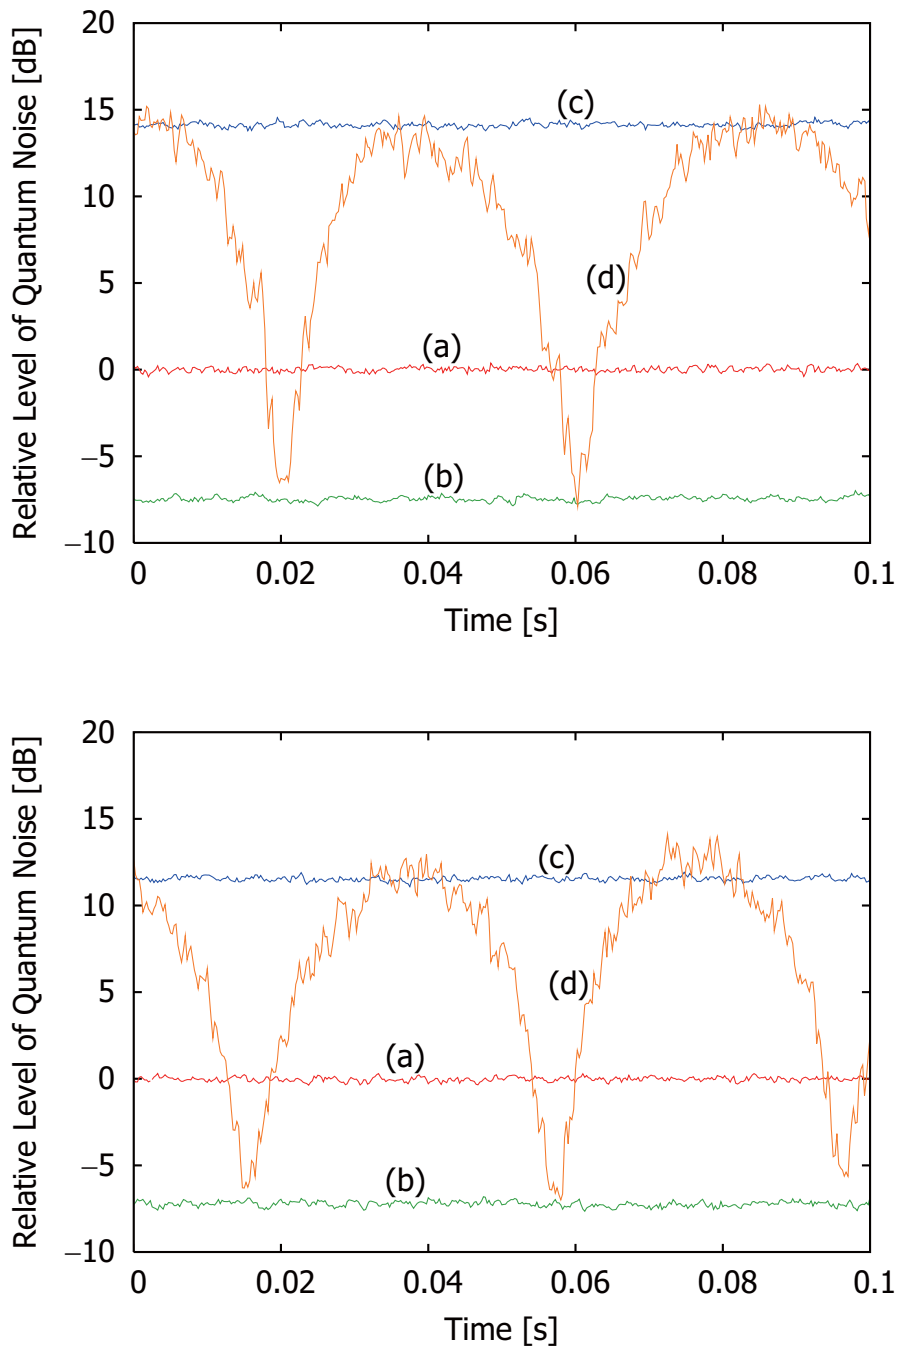 Relative Level of Quantum Noise [dB]
20
15
10
5
0
−5
−10
(c)
(d)
(a)
(b)
0 0.02 0.04 0.06 0.08 0.1
Time [s]
Relative Level of Quantum Noise [dB]
20
15
10
5
0
−5
−10
(c)
(d)
(a)
(b)
0 0.02 0.04 0.06 0.08 0.1
Time [s]